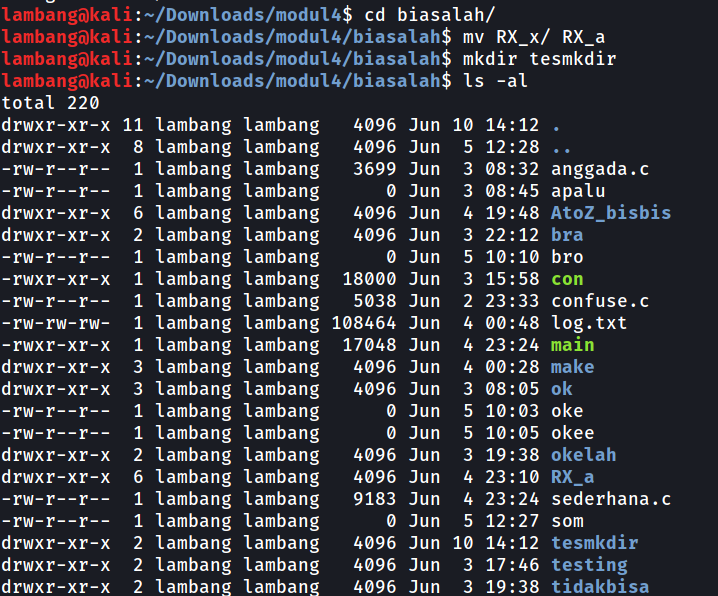 lambang@kali:~/Downloads/modul4$ cd biasalah/
lambang@kali:~/Downloads/modul4/biasalah$ mv RX_x/ RX_a
lambang@kali:~/Downloads/modul4/biasalah$ mkdir tesmkdir
lambang@kali:~/Downloads/modul4/biasalah$ ls -al
total 220
drwxr-xr-x 11 lambang lambang   4096 Jun 10 14:12 .
drwxr-xr-x  8 lambang lambang   4096 Jun  5 12:28 ..
-rw-r--r--  1 lambang lambang   3699 Jun  3 08:32 anggada.c
-rw-r--r--  1 lambang lambang      0 Jun  3 08:45 apalu
drwxr-xr-x  6 lambang lambang   4096 Jun  4 19:48 AtoZ_bisbis
drwxr-xr-x  2 lambang lambang   4096 Jun  3 22:12 bra
-rw-r--r--  1 lambang lambang      0 Jun  5 10:10 bro
-rwxr-xr-x  1 lambang lambang  18000 Jun  3 15:58 con
-rw-r--r--  1 lambang lambang   5038 Jun  2 23:33 confuse.c
-rw-rw-rw-  1 lambang lambang 108464 Jun  4 00:48 log.txt
-rwxr-xr-x  1 lambang lambang  17048 Jun  4 23:24 main
drwxr-xr-x  3 lambang lambang   4096 Jun  4 00:28 make
drwxr-xr-x  3 lambang lambang   4096 Jun  3 08:05 ok
-rw-r--r--  1 lambang lambang      0 Jun  5 10:03 oke
-rw-r--r--  1 lambang lambang      0 Jun  5 10:05 okee
drwxr-xr-x  2 lambang lambang   4096 Jun  3 19:38 okelah
drwxr-xr-x  6 lambang lambang   4096 Jun  4 23:10 RX_a
-rw-r--r--  1 lambang lambang   9183 Jun  4 23:24 sederhana.c
-rw-r--r--  1 lambang lambang      0 Jun  5 12:27 som
drwxr-xr-x  2 lambang lambang   4096 Jun 10 14:12 tesmkdir
drwxr-xr-x  2 lambang lambang   4096 Jun  3 17:46 testing
drwxr-xr-x  2 lambang lambang   4096 Jun  3 19:38 tidakbisa